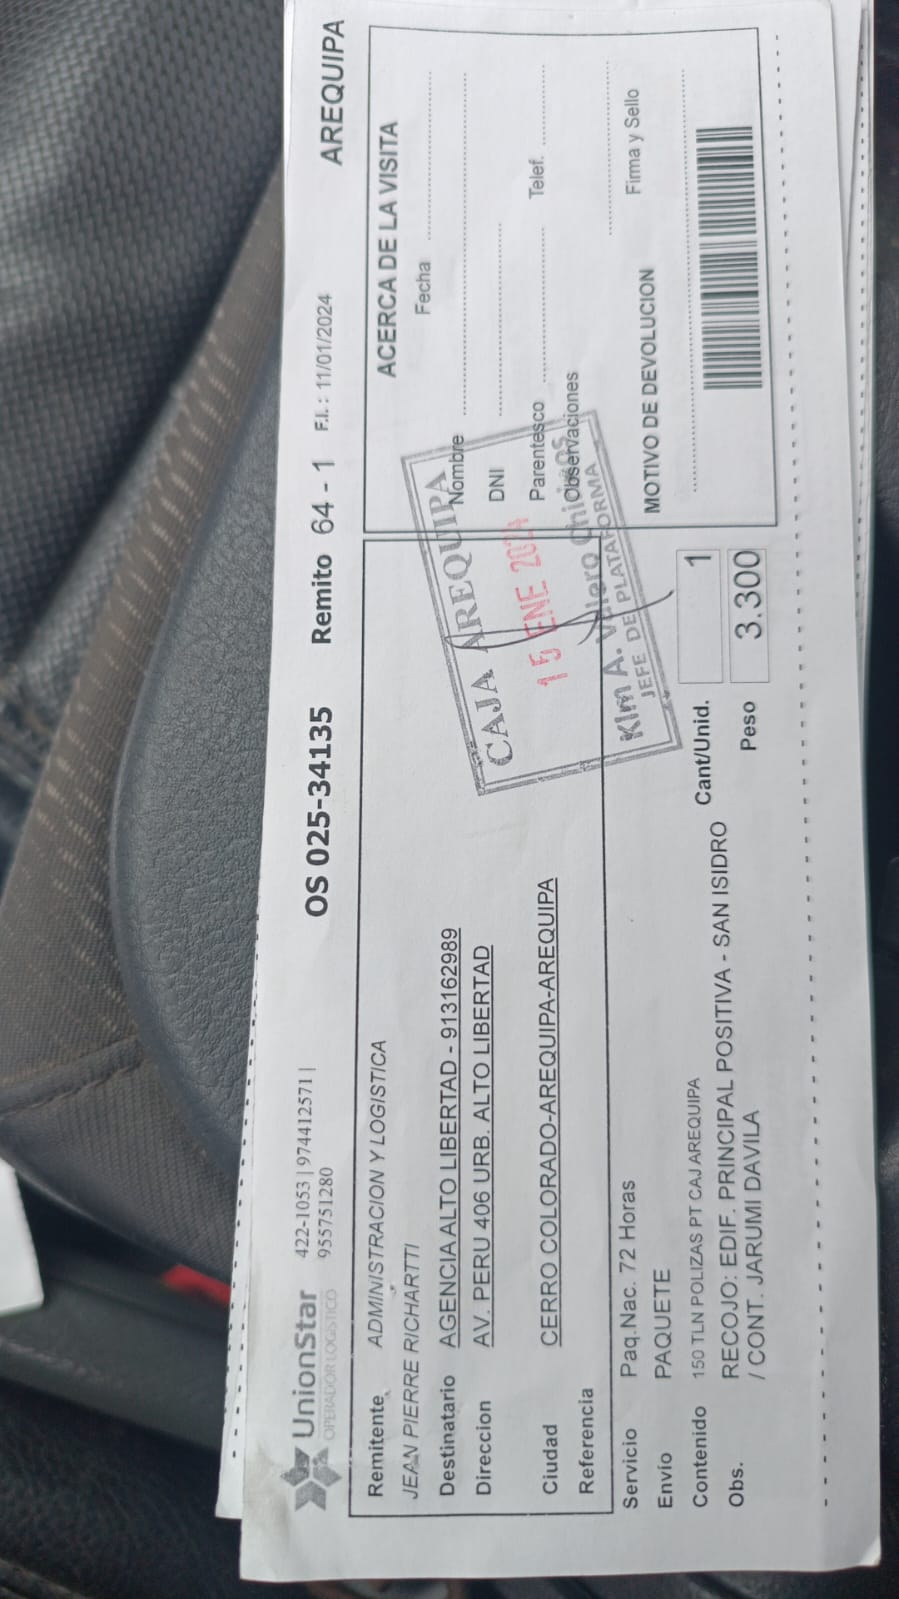 UnionStar
OPERADOR LOGISTICO
422-1053 | 974412571 |
955751280
OS 025-34135
Remito 64 - 1
F.I. : 11/01/2024
AREQUIPA
Remitente ADMINISTRACION Y LOGISTICA
JEAN PIERRE RICHARTTI
Destinatario AGENCIA ALTO LIBERTAD - 913162989
Direccion AV. PERU 406 URB. ALTO LIBERTAD
Ciudad CERRO COLORADO-AREQUIPA-AREQUIPA
Referencia
Servicio Paq.Nac. 72 Horas
Envío PAQUETE
Contenido 150 TLN POLIZAS PT CAJ AREQUIPA
Obs. RECOJO: EDIF. PRINCIPAL POSITIVA - SAN ISIDRO
/ CONT. JARUMI DAVILA
Cant/Unid. 1
Peso 3.300
CAJA AREQUIPA
15 ENE 2024
Kim A. Valero
JEFE DE PLATAFORMA
ACERCA DE LA VISITA
Fecha
Nombre
DNI
Parentesco
Telef.
Observaciones
Firma y Sello
MOTIVO DE DEVOLUCION